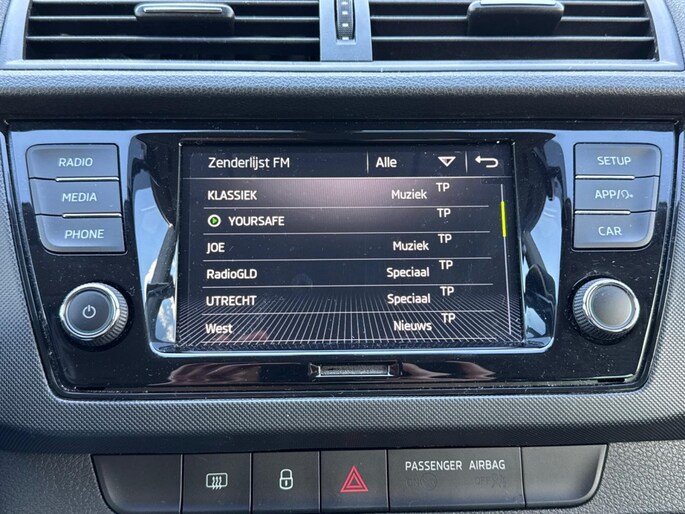 RADIO
MEDIA
PHONE
Zenderlijst FM Alle
KLASSIEK Muziek TP
YOURSAFE TP
JOE Muziek TP
RadioGLD Speciaal TP
UTRECHT Speciaal TP
West Nieuws TP
SETUP
APP/
CAR
PASSENGER AIRBAG